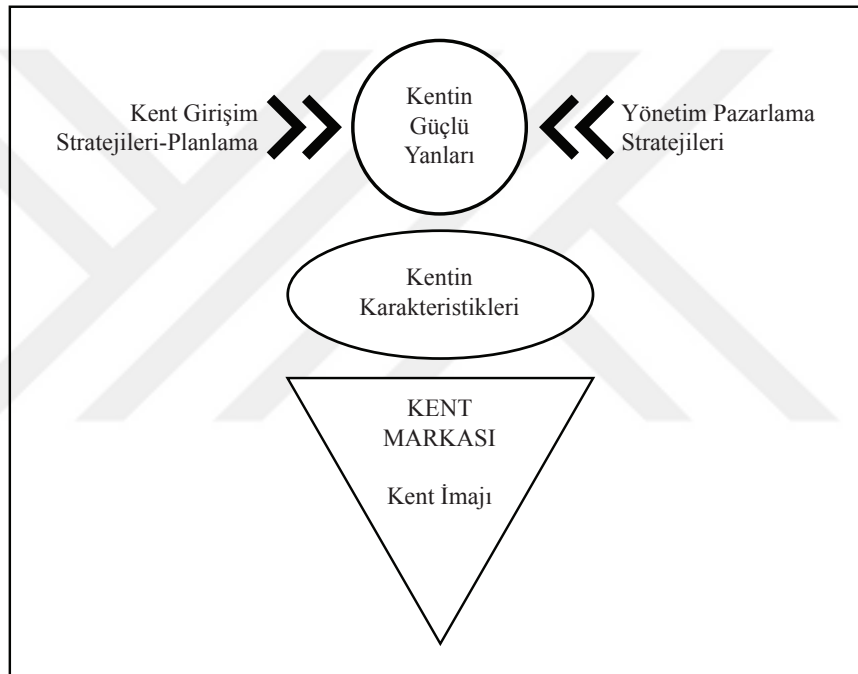 Kent Girişim
Stratejileri-Planlama
Kentin
Güçlü
Yanları
Yönetim Pazarlama
Stratejileri
Kentin
Karakteristikleri
KENT
MARKASI
Kent İmajı